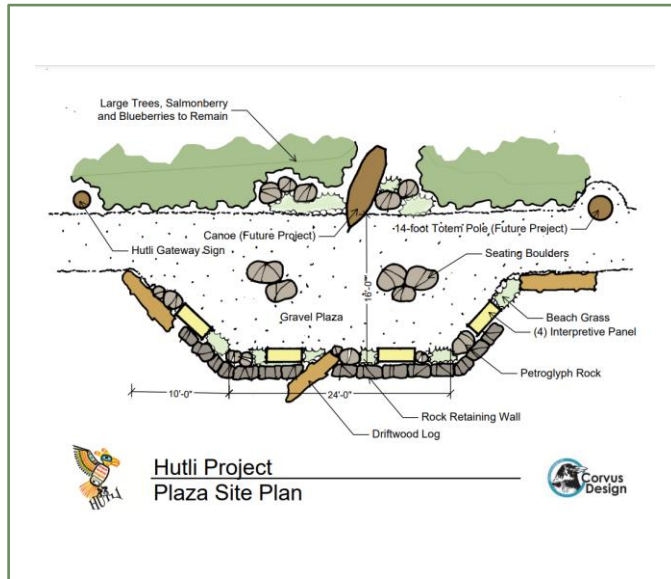 Large Trees, Salmonberry
and Blueberries to Remain
Hutli Gateway Sign
Canoe (Future Project)
14-foot Totem Pole (Future Project)
Seating Boulders
16'-0"
Gravel Plaza
Beach Grass
(4) Interpretive Panel
Petroglyph Rock
10'-0"
24'-0"
Rock Retaining Wall
Driftwood Log
HUTLI
Hutli Project
Plaza Site Plan
Corvus
Design